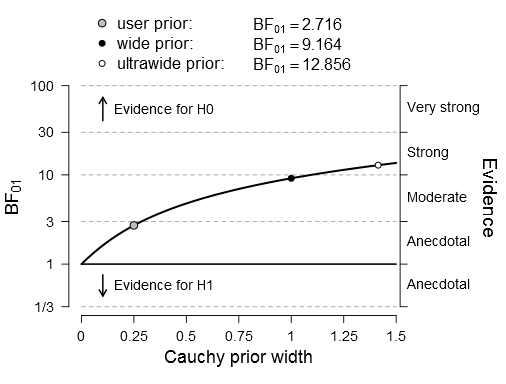 user prior: BF₀₁ = 2.716
wide prior: BF₀₁ = 9.164
ultrawide prior: BF₀₁ = 12.856
100
30
10
3
1
1/3
BF₀₁
Evidence for H0
Evidence for H1
Very strong
Strong
Moderate
Anecdotal
Anecdotal
Evidence
0 0.25 0.5 0.75 1 1.25 1.5
Cauchy prior width